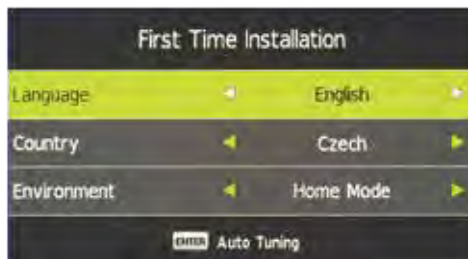 First Time Installation
Language English
Country Czech
Environment Home Mode
ENTER Auto Tuning